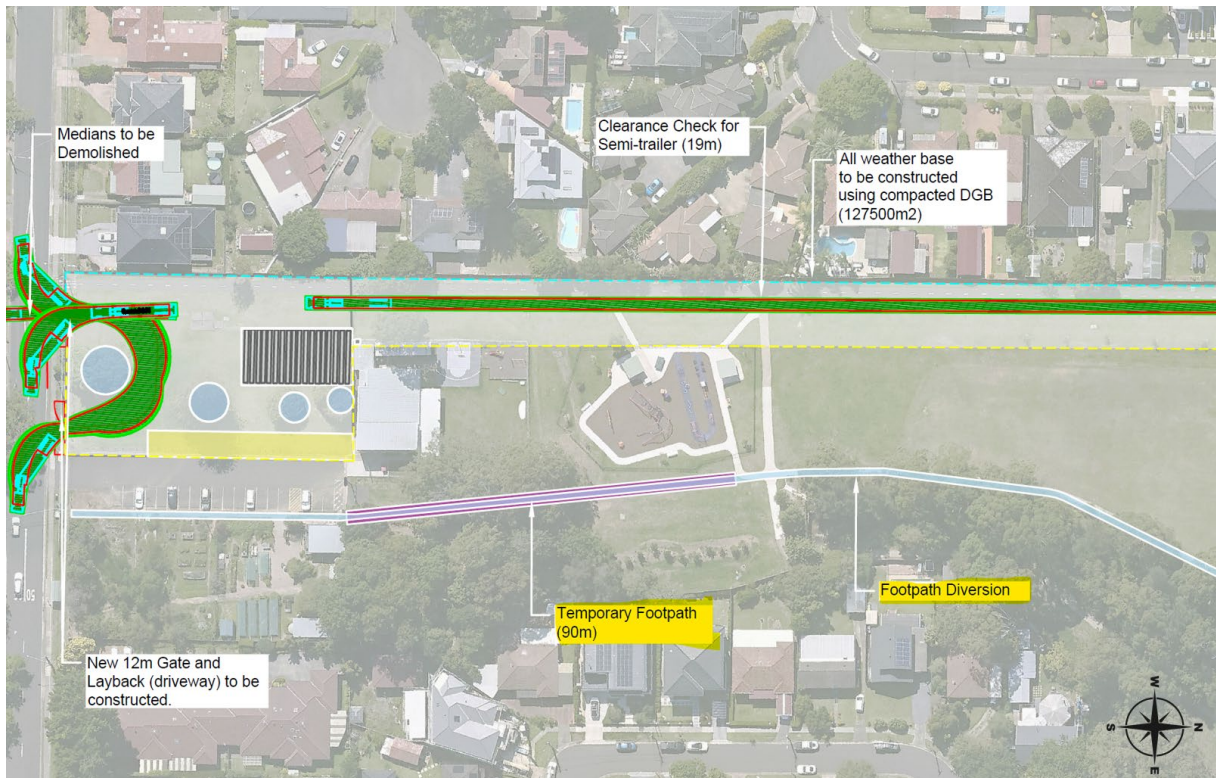 Medians to be
Demolished
Clearance Check for
Semi-trailer (19m)
All weather base
to be constructed
using compacted DGB
(127500m2)
Temporary Footpath
(90m)
Footpath Diversion
New 12m Gate and
Layback (driveway) to be
constructed.
W
S
N
E